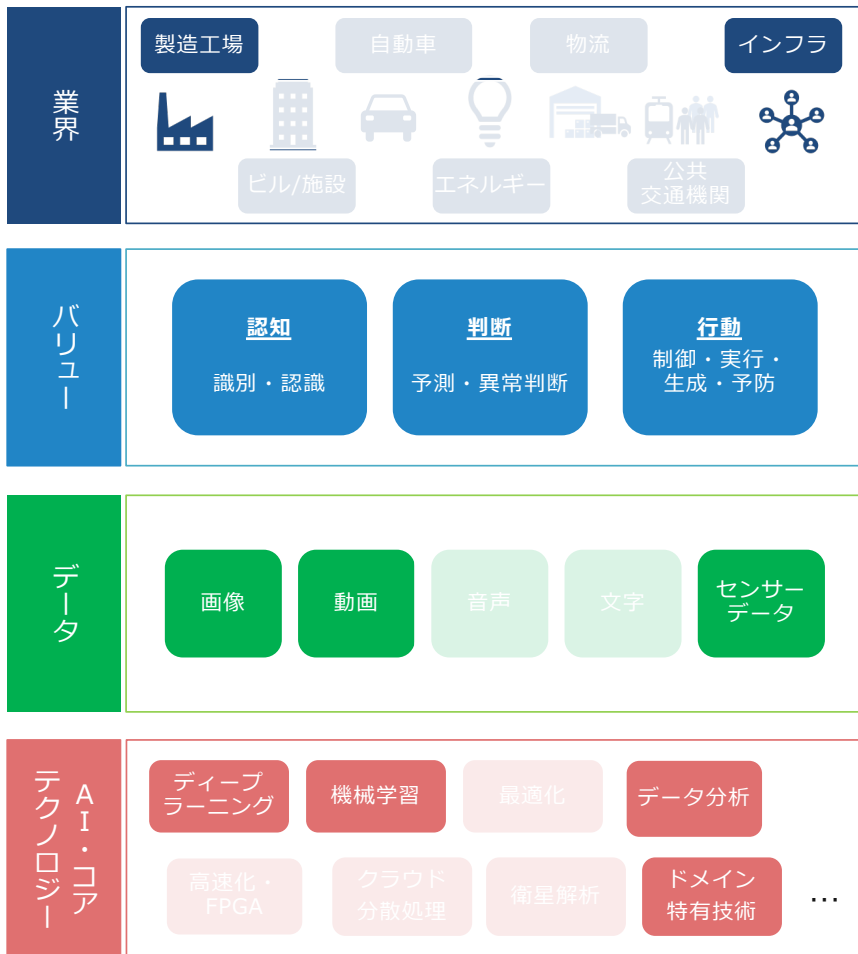 業界
製造工場
自動車
物流
インフラ
ビル/施設
エネルギー
公共
交通機関
バリュー
認知
識別・認識
判断
予測・異常判断
行動
制御・実行・
生成・予防
データ
画像
動画
音声
文字
センサー
データ
AI・コア
テクノロジー
ディープ
ラーニング
機械学習
最適化
データ分析
高速化・
FPGA
クラウド
分散処理
衛星解析
ドメイン
特有技術
…